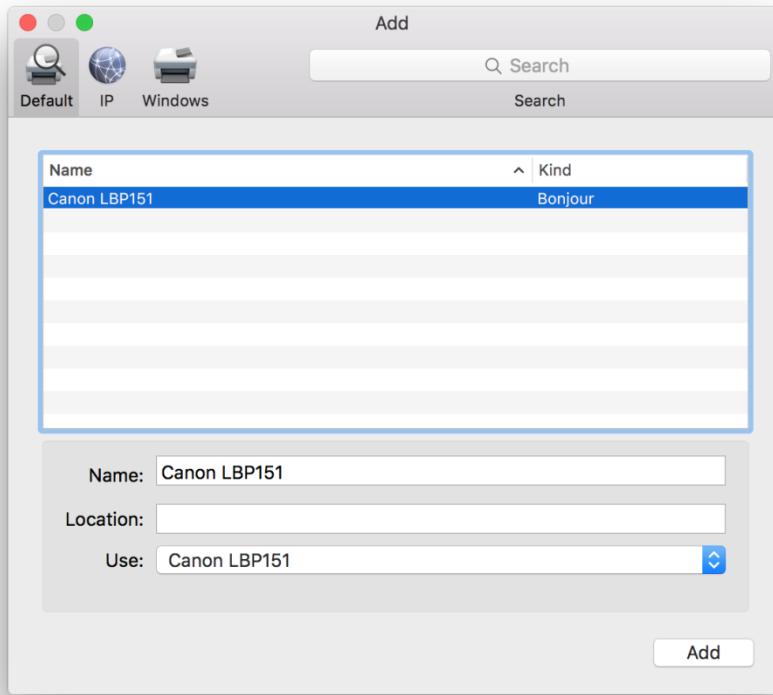 Add
Default IP Windows
Search
Search
Name Kind
Canon LBP151 Bonjour
Name: Canon LBP151
Location:
Use: Canon LBP151
Add